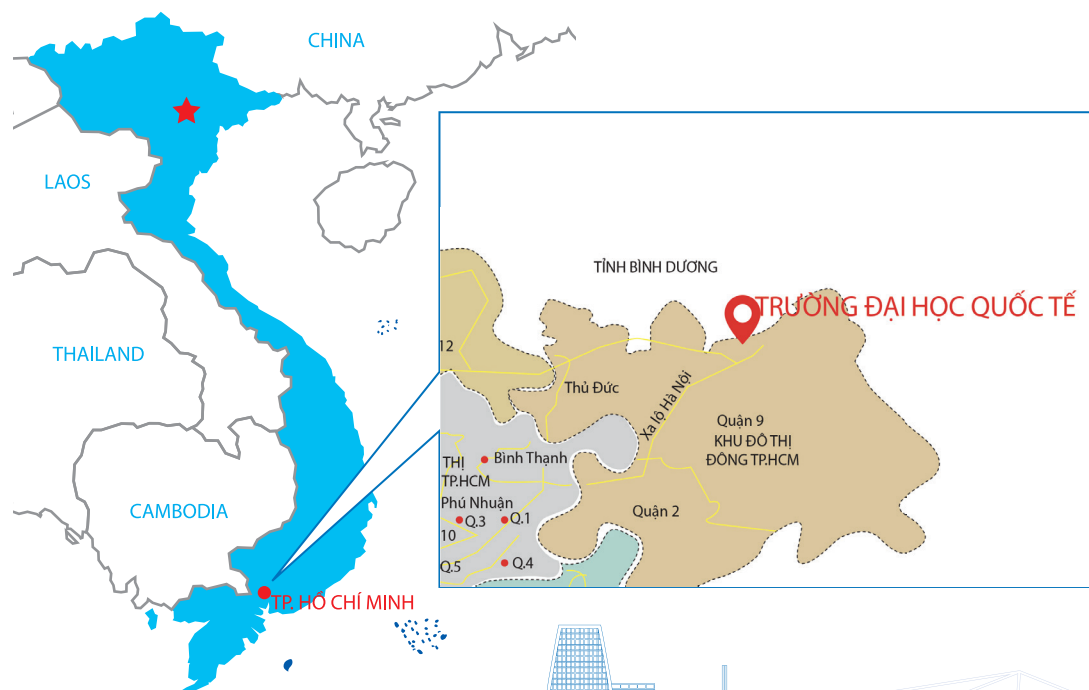 CHINA
LAOS
THAILAND
CAMBODIA
TP. HỒ CHÍ MINH
TỈNH BÌNH DƯƠNG
TRƯỜNG ĐẠI HỌC QUỐC TẾ
12
Thủ Đức
Xa lộ Hà Nội
Quận 9
KHU ĐÔ THỊ
ĐÔNG TP.HCM
Bình Thạnh
THỊ
TP.HCM
Phú Nhuận
Q.3
Q.1
Quận 2
10
Q.5
Q.4